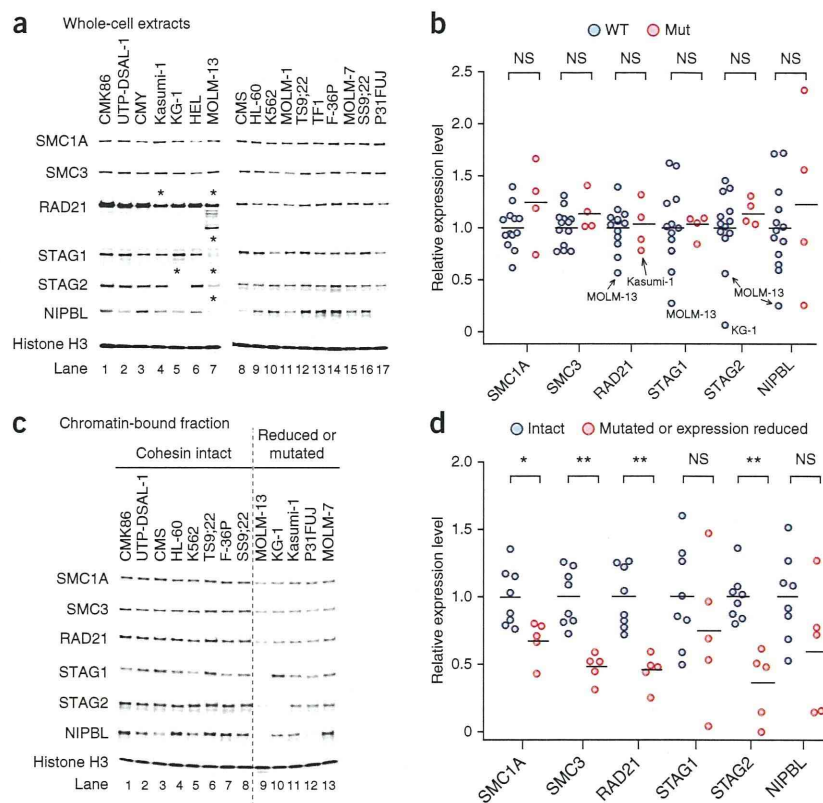 a Whole-cell extracts
CMK86
UTP-DSAL-1
CMY
Kasumi-1
KG-1
HEL
MOLM-13
CMS
HL-60
K562
MOLM-1
TS9;22
TF1
F-36P
MOLM-7
SS9;22
P31FUJ
SMC1A
SMC3
*
*
RAD21
*
STAG1
*
*
STAG2
*
NIPBL
Histone H3
Lane 1 2 3 4 5 6 7 8 9 10 11 12 13 14 15 16 17
b WT Mut
NS NS NS NS NS NS
2.5
2.0
1.5
1.0
0.5
0
Relative expression level
MOLM-13
Kasumi-1
MOLM-13
MOLM-13
KG-1
SMC1A
SMC3
RAD21
STAG1
STAG2
NIPBL
c Chromatin-bound fraction
Cohesin intact
Reduced or
mutated
CMK86
UTP-DSAL-1
CMS
HL-60
K562
TS9;22
F-36P
SS9;22
MOLM-13
KG-1
Kasumi-1
P31FUJ
MOLM-7
SMC1A
SMC3
RAD21
STAG1
STAG2
NIPBL
Histone H3
Lane 1 2 3 4 5 6 7 8 9 10 11 12 13
d Intact Mutated or expression reduced
* ** ** NS ** NS
2.0
1.5
1.0
0.5
0
Relative expression level
SMC1A
SMC3
RAD21
STAG1
STAG2
NIPBL